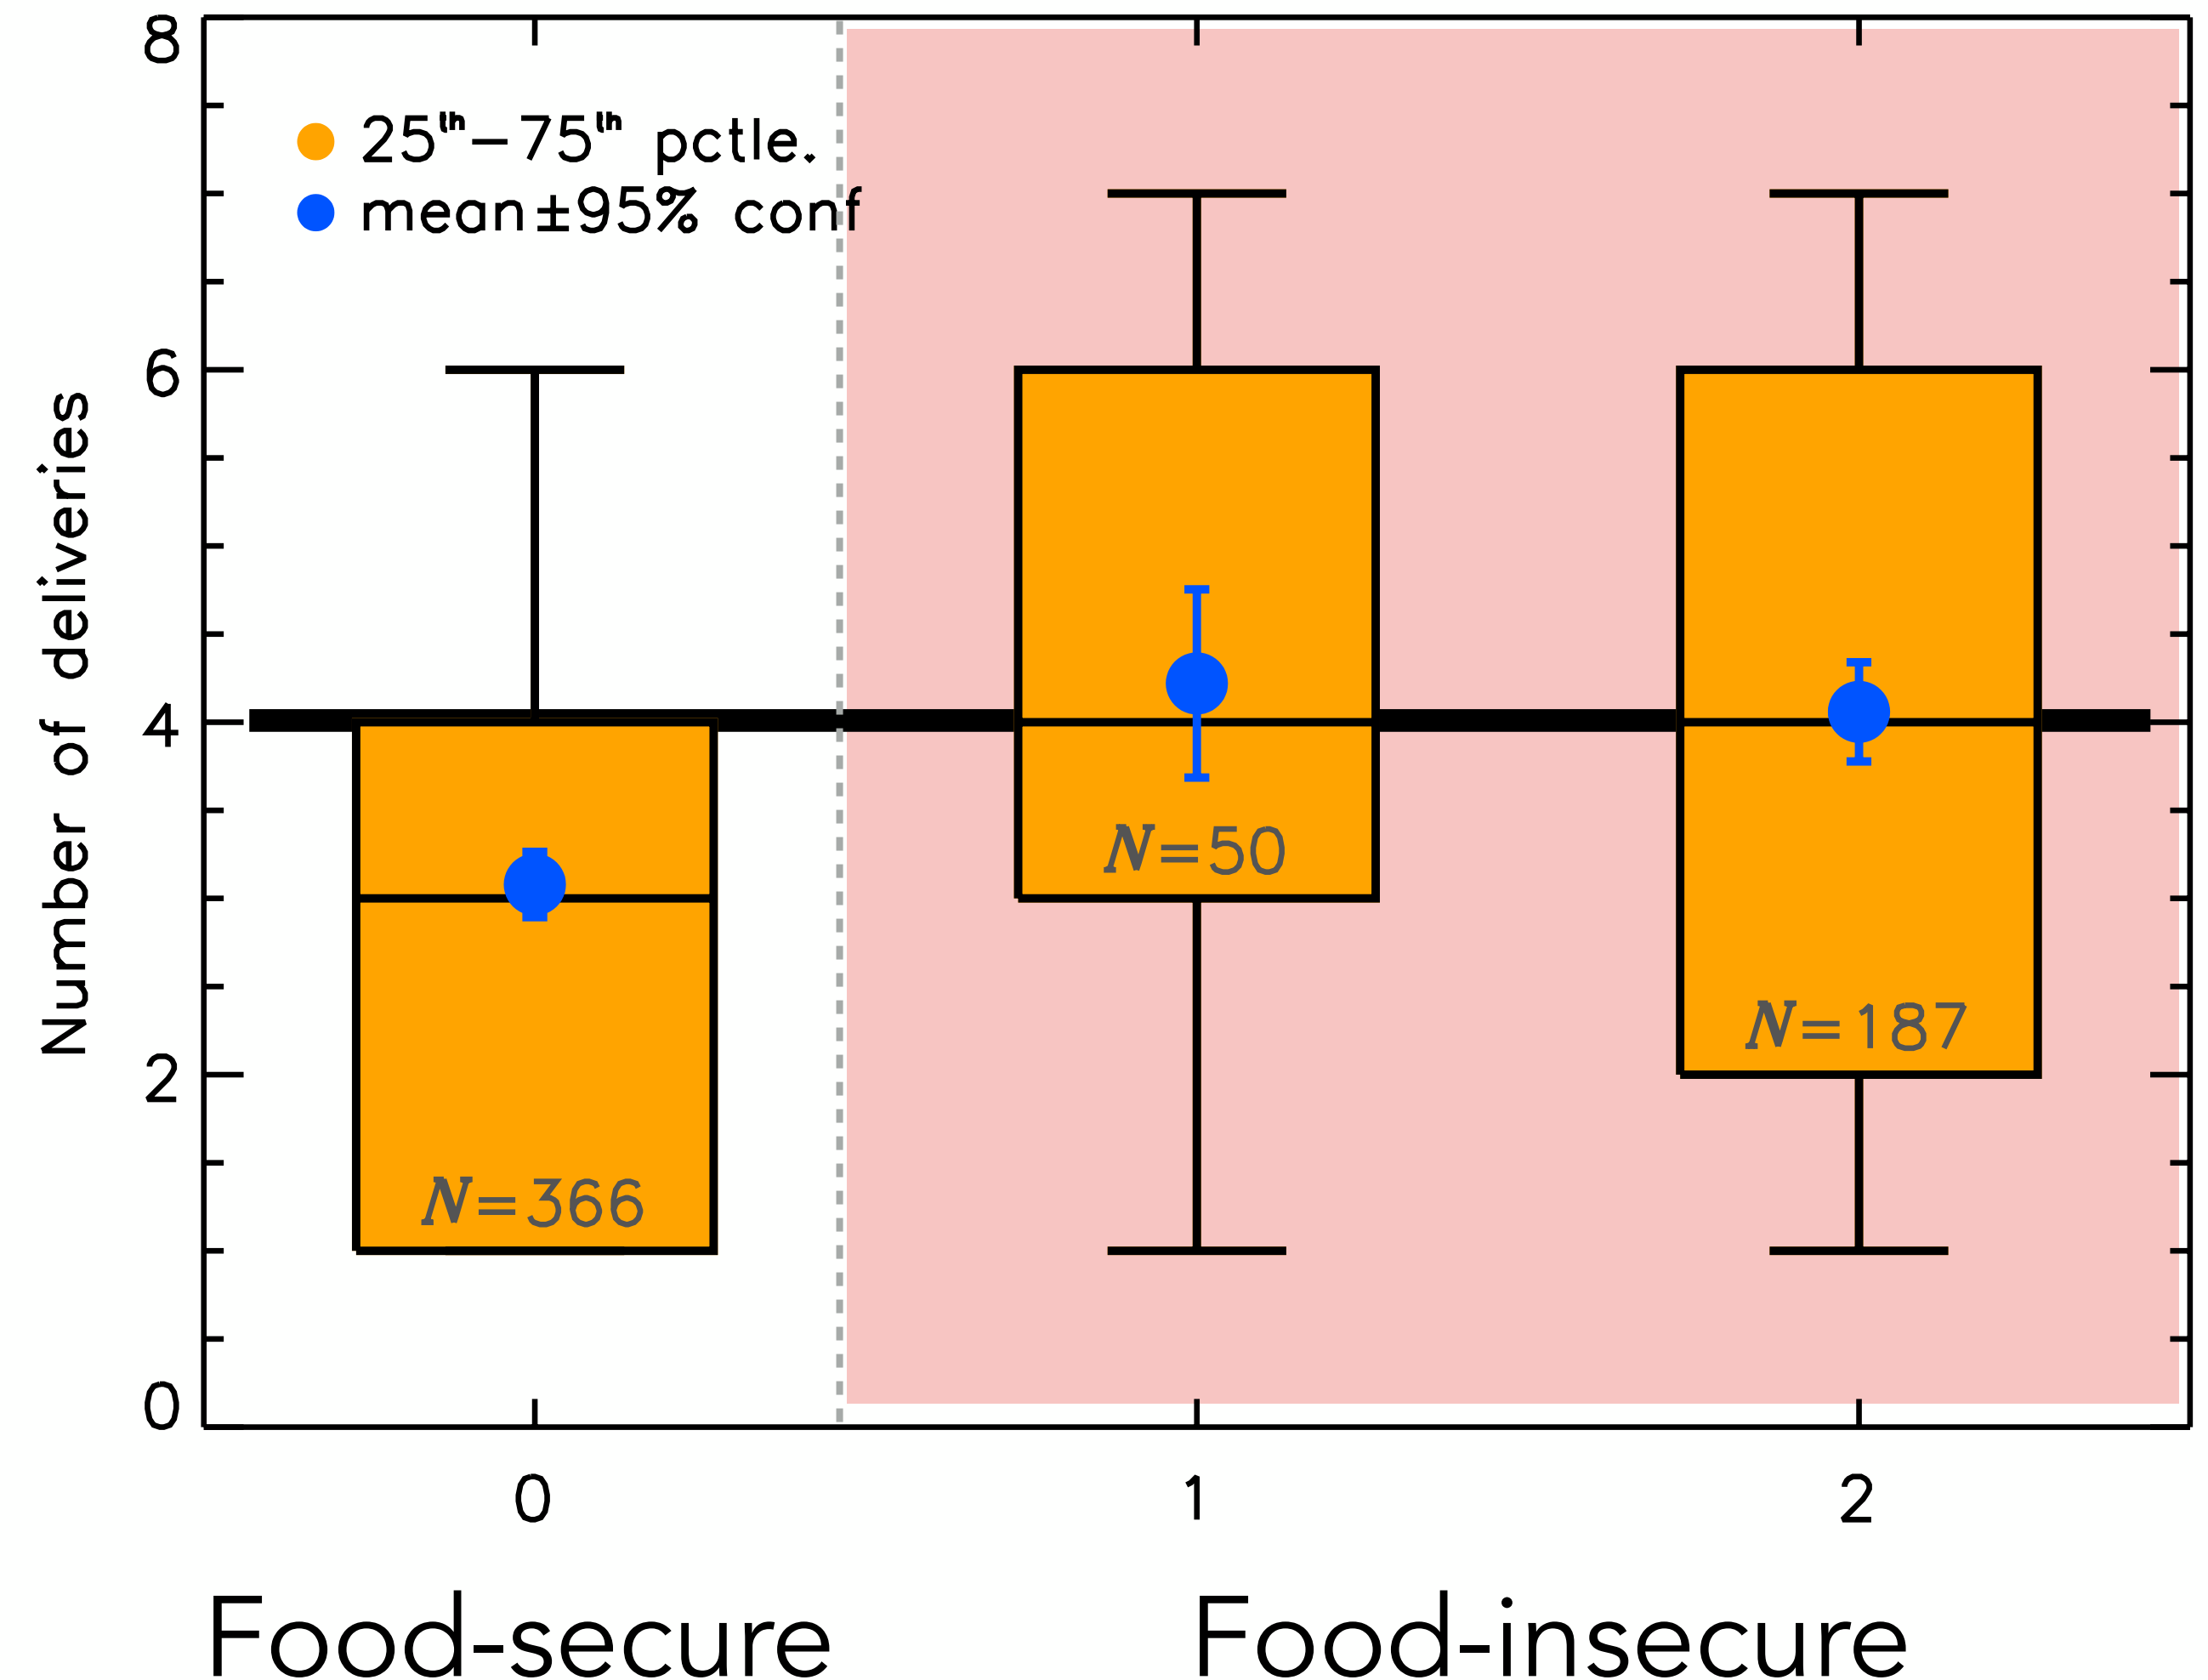 25th–75th pctle.
mean±95% conf
Number of deliveries
8
6
4
2
0
N=366
N=50
N=187
0 1 2
Food-secure Food-insecure